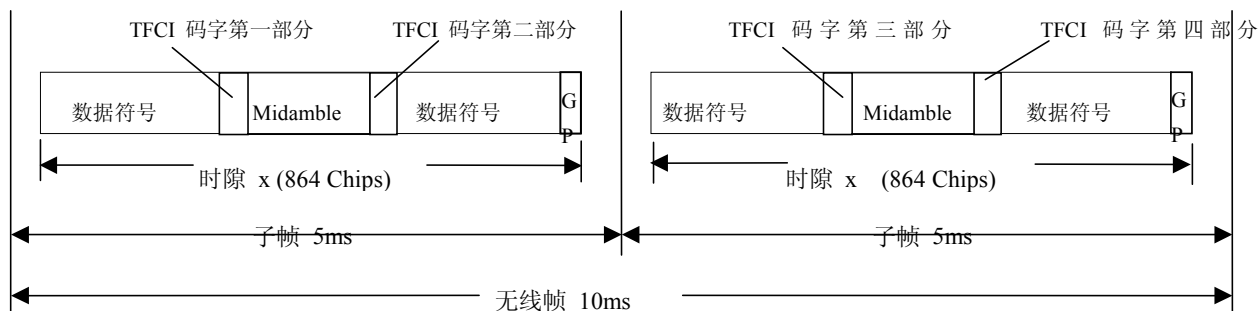 TFCI 码字第一部分 TFCI 码字第二部分 TFCI 码字第三部分 TFCI 码字第四部分
数据符号 Midamble 数据符号 GP 数据符号 Midamble 数据符号 GP
时隙 x (864 Chips) 时隙 x (864 Chips)
子帧 5ms 子帧 5ms
无线帧 10ms